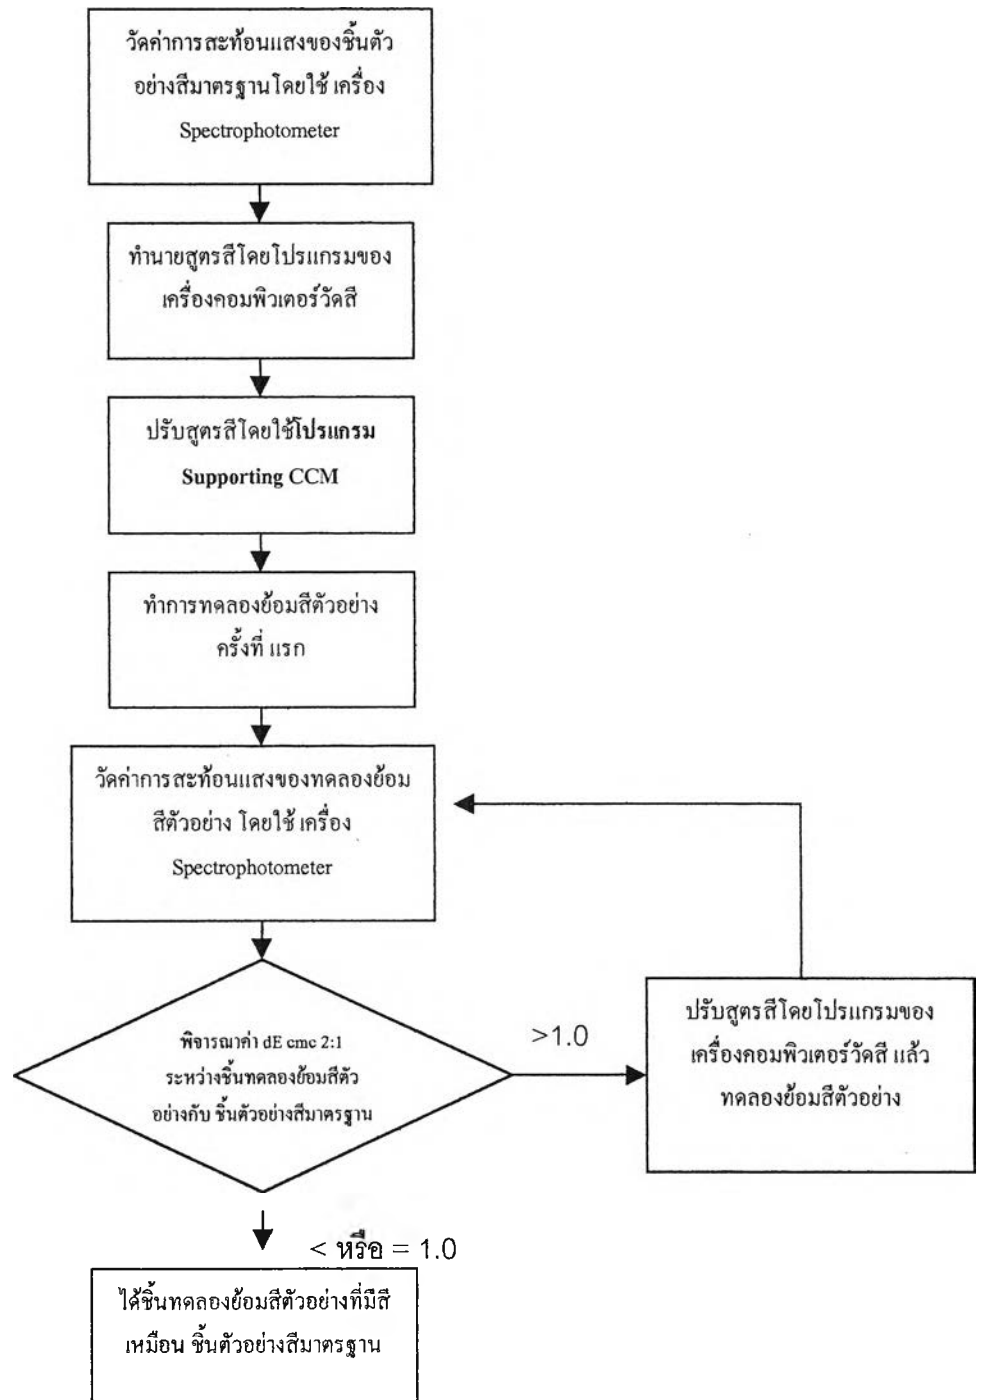 วัดค่าการสะท้อนแสงของชิ้นตัว
อย่างสีมาตรฐานโดยใช้ เครื่อง
Spectrophotometer
ทำนายสูตรสีโดยโปรแกรมของ
เครื่องคอมพิวเตอร์วัดสี
ปรับสูตรสีโดยใช้โปรแกรม
Supporting CCM
ทำการทดลองย้อมสีตัวอย่าง
ครั้งที่ แรก
วัดค่าการสะท้อนแสงของทดลองย้อม
สีตัวอย่าง โดยใช้ เครื่อง
Spectrophotometer
พิจารณาค่า dE cmc 2:1
ระหว่างชิ้นทดลองย้อมสีตัว
อย่างกับ ชิ้นตัวอย่างสีมาตรฐาน
>1.0
ปรับสูตรสีโดยโปรแกรมของ
เครื่องคอมพิวเตอร์วัดสี แล้ว
ทดลองย้อมสีตัวอย่าง
< หรือ = 1.0
ได้ชิ้นทดลองย้อมสีตัวอย่างที่มีสี
เหมือน ชิ้นตัวอย่างสีมาตรฐาน